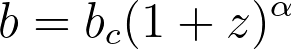 b = b_c(1 + z)^α